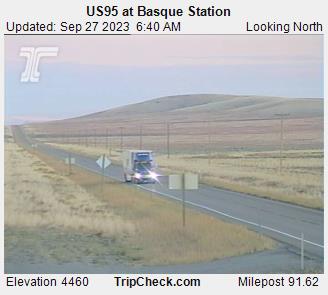 US95 at Basque Station
Updated: Sep 27 2023 6:40 AM Looking North
Elevation 4460 TripCheck.com Milepost 91.62